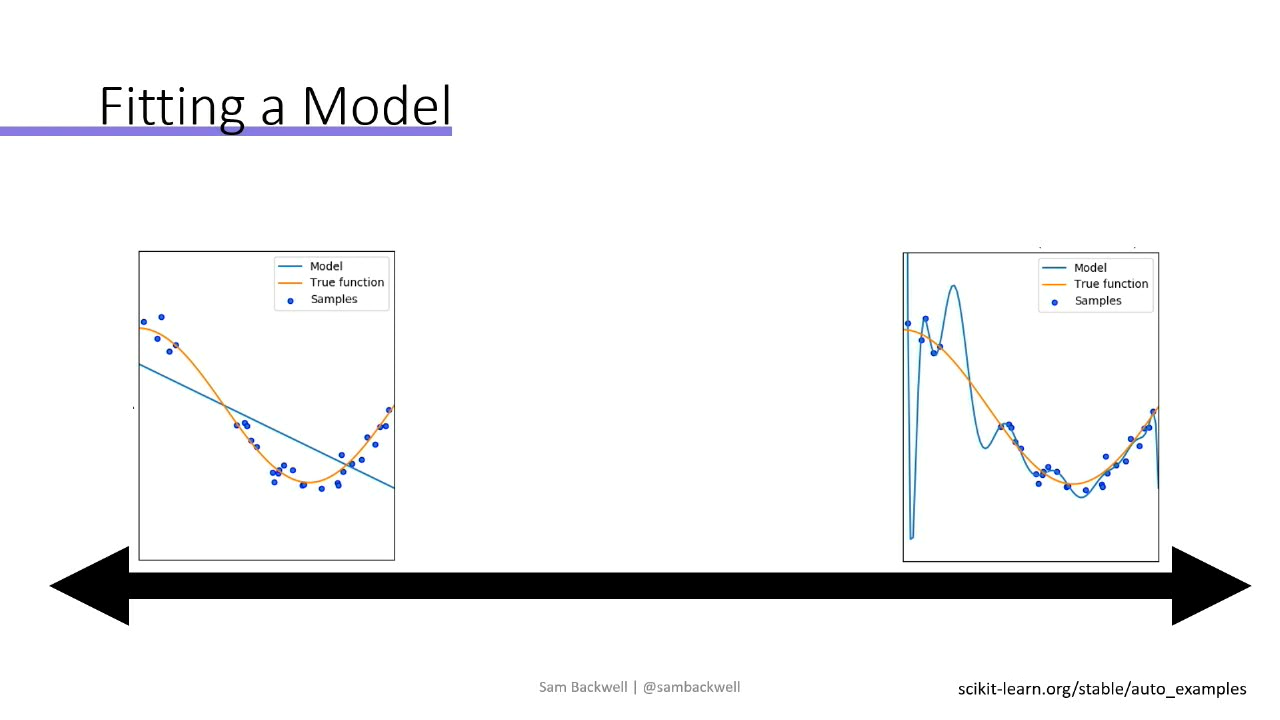 Fitting a Model
Model
True function
Samples
Model
True function
Samples
Sam Backwell | @sambackwell
scikit-learn.org/stable/auto_examples